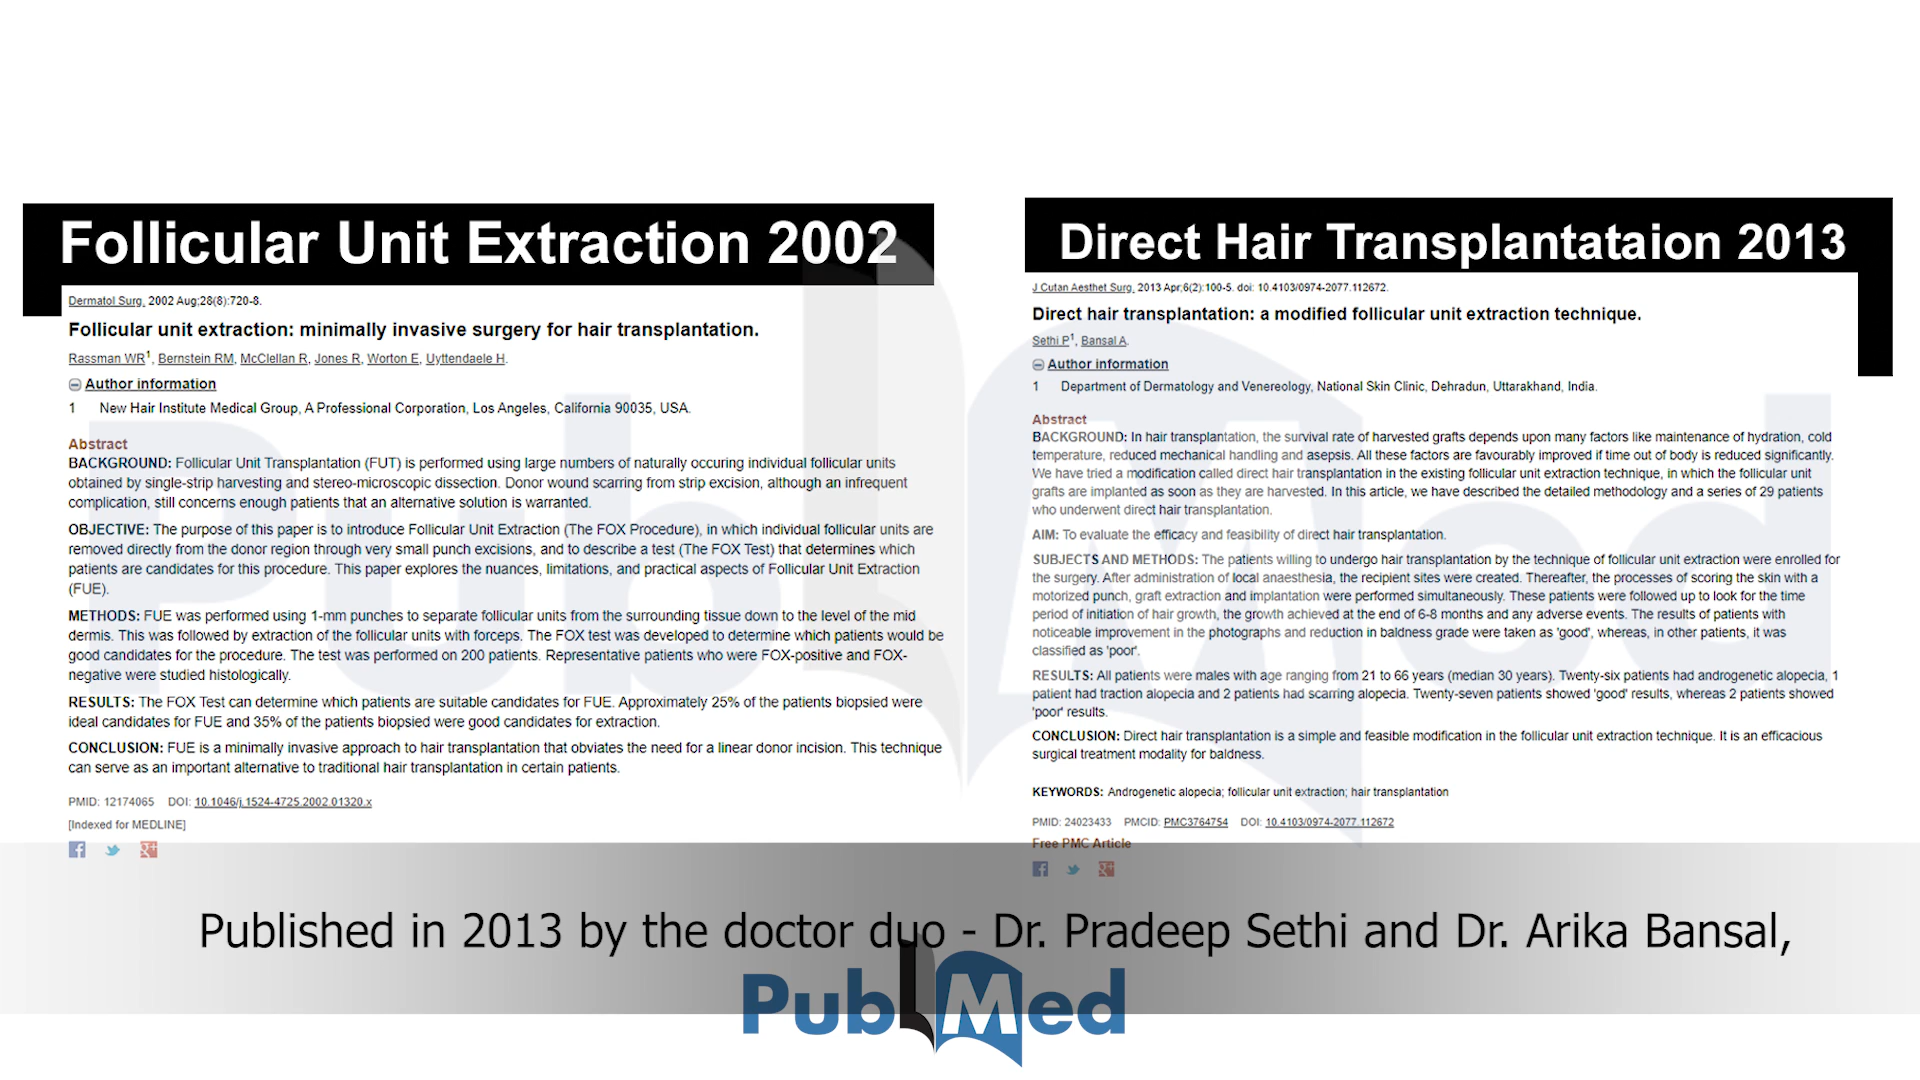 Follicular Unit Extraction 2002
Dermatol Surg. 2002 Aug;28(8):720-8.
Follicular unit extraction: minimally invasive surgery for hair transplantation.
Rassman WR1, Bernstein RM, McClellan R, Jones R, Worton E, Uyttendaele H.
Author information
1 New Hair Institute Medical Group, A Professional Corporation, Los Angeles, California 90035, USA.
Abstract
BACKGROUND: Follicular Unit Transplantation (FUT) is performed using large numbers of naturally occuring individual follicular units
obtained by single-strip harvesting and stereo-microscopic dissection. Donor wound scarring from strip excision, although an infrequent
complication, still concerns enough patients that an alternative solution is warranted.
OBJECTIVE: The purpose of this paper is to introduce Follicular Unit Extraction (The FOX Procedure), in which individual follicular units are
removed directly from the donor region through very small punch excisions, and to describe a test (The FOX Test) that determines which
patients are candidates for this procedure. This paper explores the nuances, limitations, and practical aspects of Follicular Unit Extraction
(FUE).
METHODS: FUE was performed using 1-mm punches to separate follicular units from the surrounding tissue down to the level of the mid
dermis. This was followed by extraction of the follicular units with forceps. The FOX test was developed to determine which patients would be
good candidates for the procedure. The test was performed on 200 patients. Representative patients who were FOX-positive and FOX-
negative were studied histologically.
RESULTS: The FOX Test can determine which patients are suitable candidates for FUE. Approximately 25% of the patients biopsied were
ideal candidates for FUE and 35% of the patients biopsied were good candidates for extraction.
CONCLUSION: FUE is a minimally invasive approach to hair transplantation that obviates the need for a linear donor incision. This technique
can serve as an important alternative to traditional hair transplantation in certain patients.
PMID: 12174065 DOI: 10.1046/j.1524-4725.2002.01320.x
[Indexed for MEDLINE]
Direct Hair Transplantataion 2013
J Cutan Aesthet Surg. 2013 Apr;6(2):100-5. doi: 10.4103/0974-2077.112672.
Direct hair transplantation: a modified follicular unit extraction technique.
Sethi P1, Bansal A.
Author information
1 Department of Dermatology and Venereology, National Skin Clinic, Dehradun, Uttarakhand, India.
Abstract
BACKGROUND: In hair transplantation, the survival rate of harvested grafts depends upon many factors like maintenance of hydration, cold
temperature, reduced mechanical handling and asepsis. All these factors are favourably improved if time out of body is reduced significantly.
We have tried a modification called direct hair transplantation in the existing follicular unit extraction technique, in which the follicular unit
grafts are implanted as soon as they are harvested. In this article, we have described the detailed methodology and a series of 29 patients
who underwent direct hair transplantation.
AIM: To evaluate the efficacy and feasibility of direct hair transplantation.
SUBJECTS AND METHODS: The patients willing to undergo hair transplantation by the technique of follicular unit extraction were enrolled for
the surgery. After administration of local anaesthesia, the recipient sites were created. Thereafter, the processes of scoring the skin with a
motorized punch, graft extraction and implantation were performed simultaneously. These patients were followed up to look for the time
period of initiation of hair growth, the growth achieved at the end of 6-8 months and any adverse events. The results of patients with
noticeable improvement in the photographs and reduction in baldness grade were taken as 'good', whereas, in other patients, it was
classified as 'poor'.
RESULTS: All patients were males with age ranging from 21 to 66 years (median 30 years). Twenty-six patients had androgenetic alopecia, 1
patient had traction alopecia and 2 patients had scarring alopecia. Twenty-seven patients showed 'good' results, whereas 2 patients showed
'poor' results.
CONCLUSION: Direct hair transplantation is a simple and feasible modification in the follicular unit extraction technique. It is an efficacious
surgical treatment modality for baldness.
KEYWORDS: Androgenetic alopecia; follicular unit extraction; hair transplantation
PMID: 24023433 PMCID: PMC3764754 DOI: 10.4103/0974-2077.112672
Free PMC Article
Published in 2013 by the doctor duo - Dr. Pradeep Sethi and Dr. Arika Bansal,
PubMed